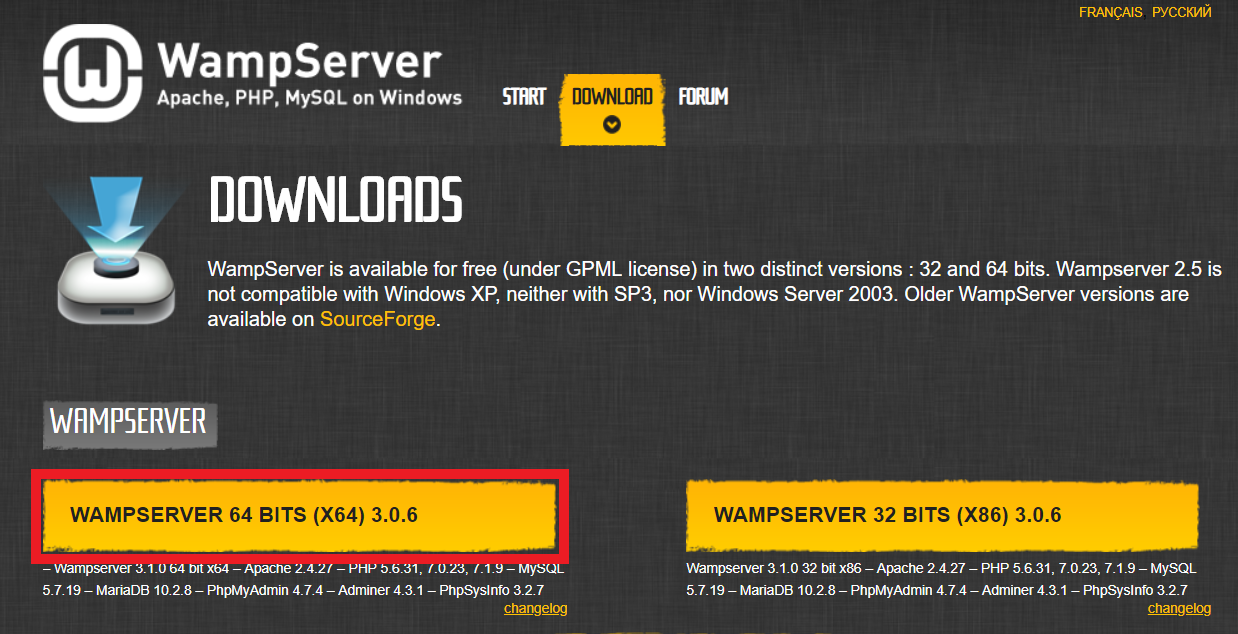 FRANÇAIS РУССКИЙ
WampServer
Apache, PHP, MySQL on Windows
START DOWNLOAD FORUM
DOWNLOADS
WampServer is available for free (under GPML license) in two distinct versions : 32 and 64 bits. Wampserver 2.5 is
not compatible with Windows XP, neither with SP3, nor Windows Server 2003. Older WampServer versions are
available on SourceForge.
WAMPSERVER
WAMPSERVER 64 BITS (X64) 3.0.6
– Wampserver 3.1.0 64 bit x64 – Apache 2.4.27 – PHP 5.6.31, 7.0.23, 7.1.9 – MySQL
5.7.19 – MariaDB 10.2.8 – PhpMyAdmin 4.7.4 – Adminer 4.3.1 – PhpSysInfo 3.2.7
changelog
WAMPSERVER 32 BITS (X86) 3.0.6
Wampserver 3.1.0 32 bit x86 – Apache 2.4.27 – PHP 5.6.31, 7.0.23, 7.1.9 – MySQL
5.7.19 – MariaDB 10.2.8 – PhpMyAdmin 4.7.4 – Adminer 4.3.1 – PhpSysInfo 3.2.7
changelog